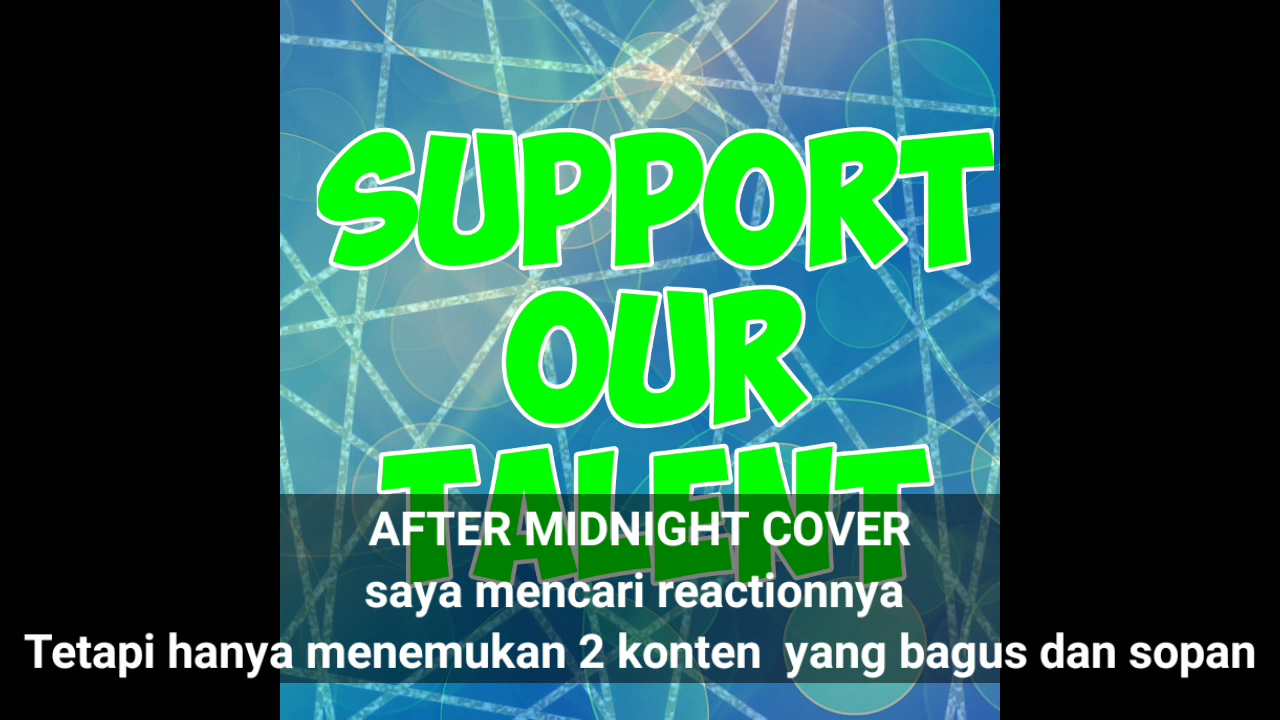 SUPPORT
OUR
TALENT
AFTER MIDNIGHT COVER
saya mencari reactionnya
Tetapi hanya menemukan 2 konten  yang bagus dan sopan